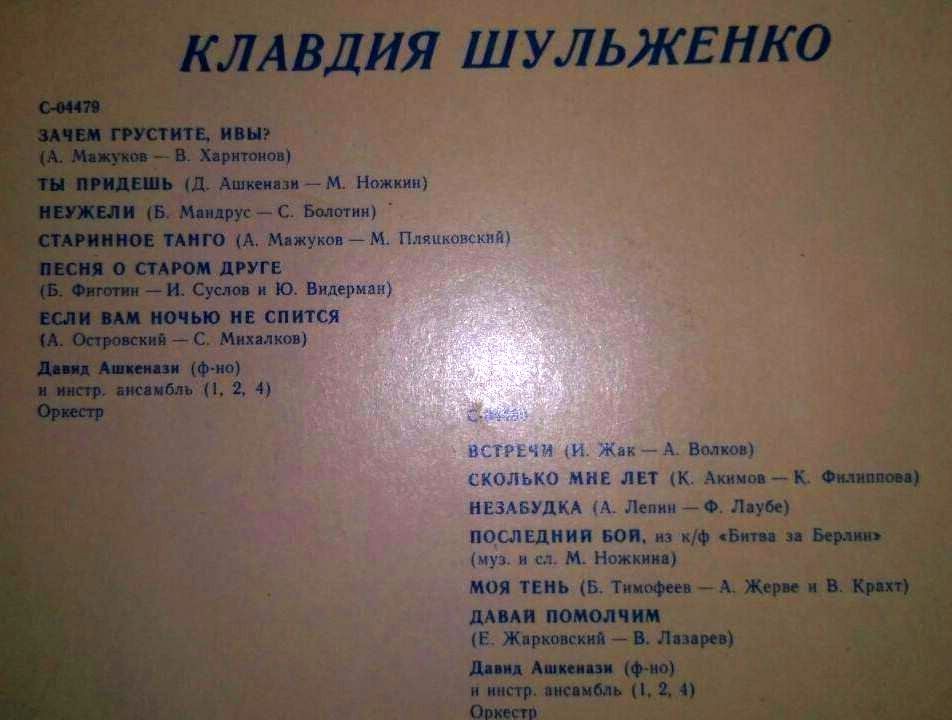 КЛАВДИЯ ШУЛЬЖЕНКО
С-04479
ЗАЧЕМ ГРУСТИТЕ, ИВЫ?
(А. Мажуков — В. Харитонов)
ТЫ ПРИДЕШЬ (Д. Ашкенази — М. Ножкин)
НЕУЖЕЛИ (Б. Мандрус — С. Болотин)
СТАРИННОЕ ТАНГО (А. Мажуков — М. Пляцковский)
ПЕСНЯ О СТАРОМ ДРУГЕ
(Б. Фиготин — И. Суслов и Ю. Видерман)
ЕСЛИ ВАМ НОЧЬЮ НЕ СПИТСЯ
(А. Островский — С. Михалков)
Давид Ашкенази (ф-но)
и инстр. ансамбль (1, 2, 4)
Оркестр
ВСТРЕЧИ (И. Жак — А. Волков)
СКОЛЬКО МНЕ ЛЕТ (К. Акимов — К. Филиппова)
НЕЗАБУДКА (А. Лепин — Ф. Лаубе)
ПОСЛЕДНИЙ БОЙ, из к/ф «Битва за Берлин»
(муз. и сл. М. Ножкина)
МОЯ ТЕНЬ (Б. Тимофеев — А. Жерве и В. Крахт)
ДАВАЙ ПОМОЛЧИМ
(Е. Жарковский — В. Лазарев)
Давид Ашкенази (ф-но)
и инстр. ансамбль (1, 2, 4)
Оркестр